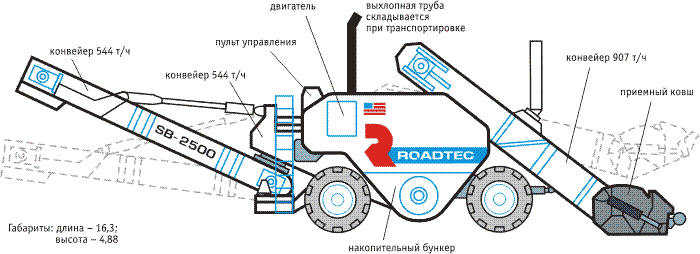 двигатель
выхлопная труба
складывается
при транспортировке
пульт управления
конвейер 544 т/ч
конвейер 544 т/ч
конвейер 907 т/ч
приемный ковш
SB-2500
ROADTEC
Габариты: длина – 16,3;
высота – 4,88
накопительный бункер